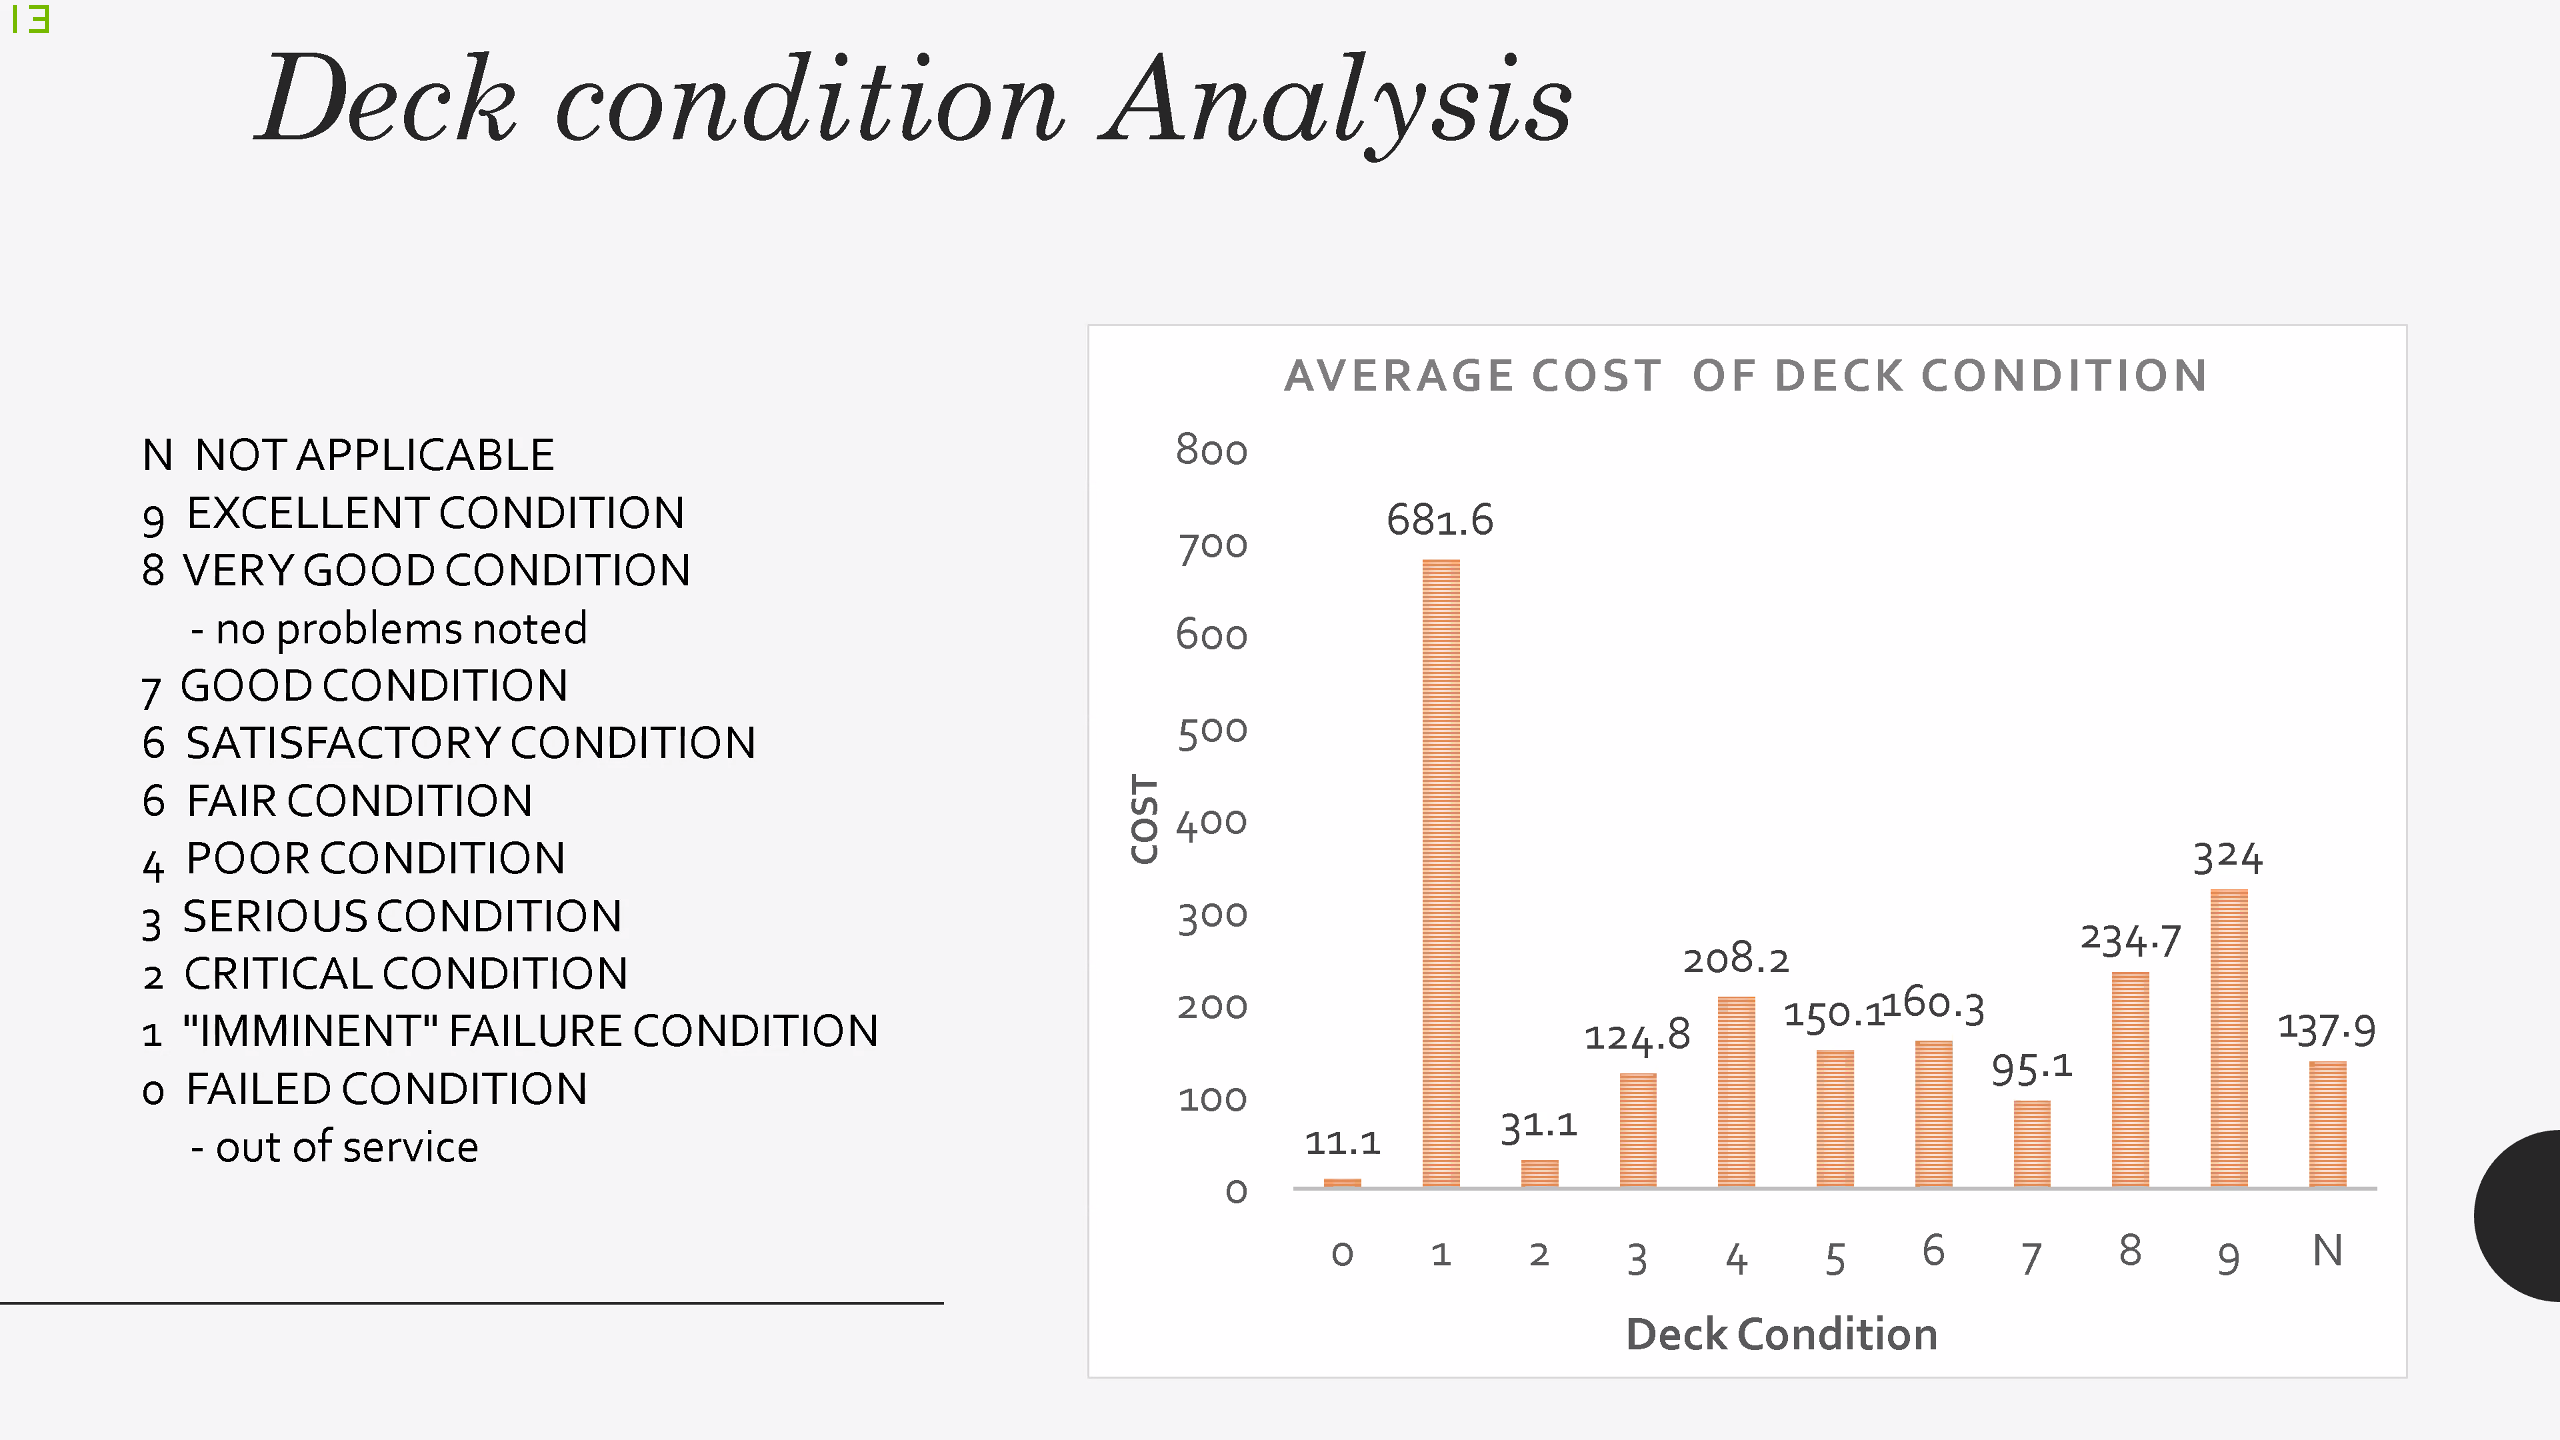 13
Deck condition Analysis
N NOT APPLICABLE
9 EXCELLENT CONDITION
8 VERY GOOD CONDITION
- no problems noted
7 GOOD CONDITION
6 SATISFACTORY CONDITION
6 FAIR CONDITION
4 POOR CONDITION
3 SERIOUS CONDITION
2 CRITICAL CONDITION
1 "IMMINENT" FAILURE CONDITION
0 FAILED CONDITION
- out of service
AVERAGE COST OF DECK CONDITION
COST
800
700
600
500
400
300
200
100
0
11.1
681.6
31.1
124.8
208.2
150.1
160.3
95.1
234.7
324
137.9
0 1 2 3 4 5 6 7 8 9 N
Deck Condition